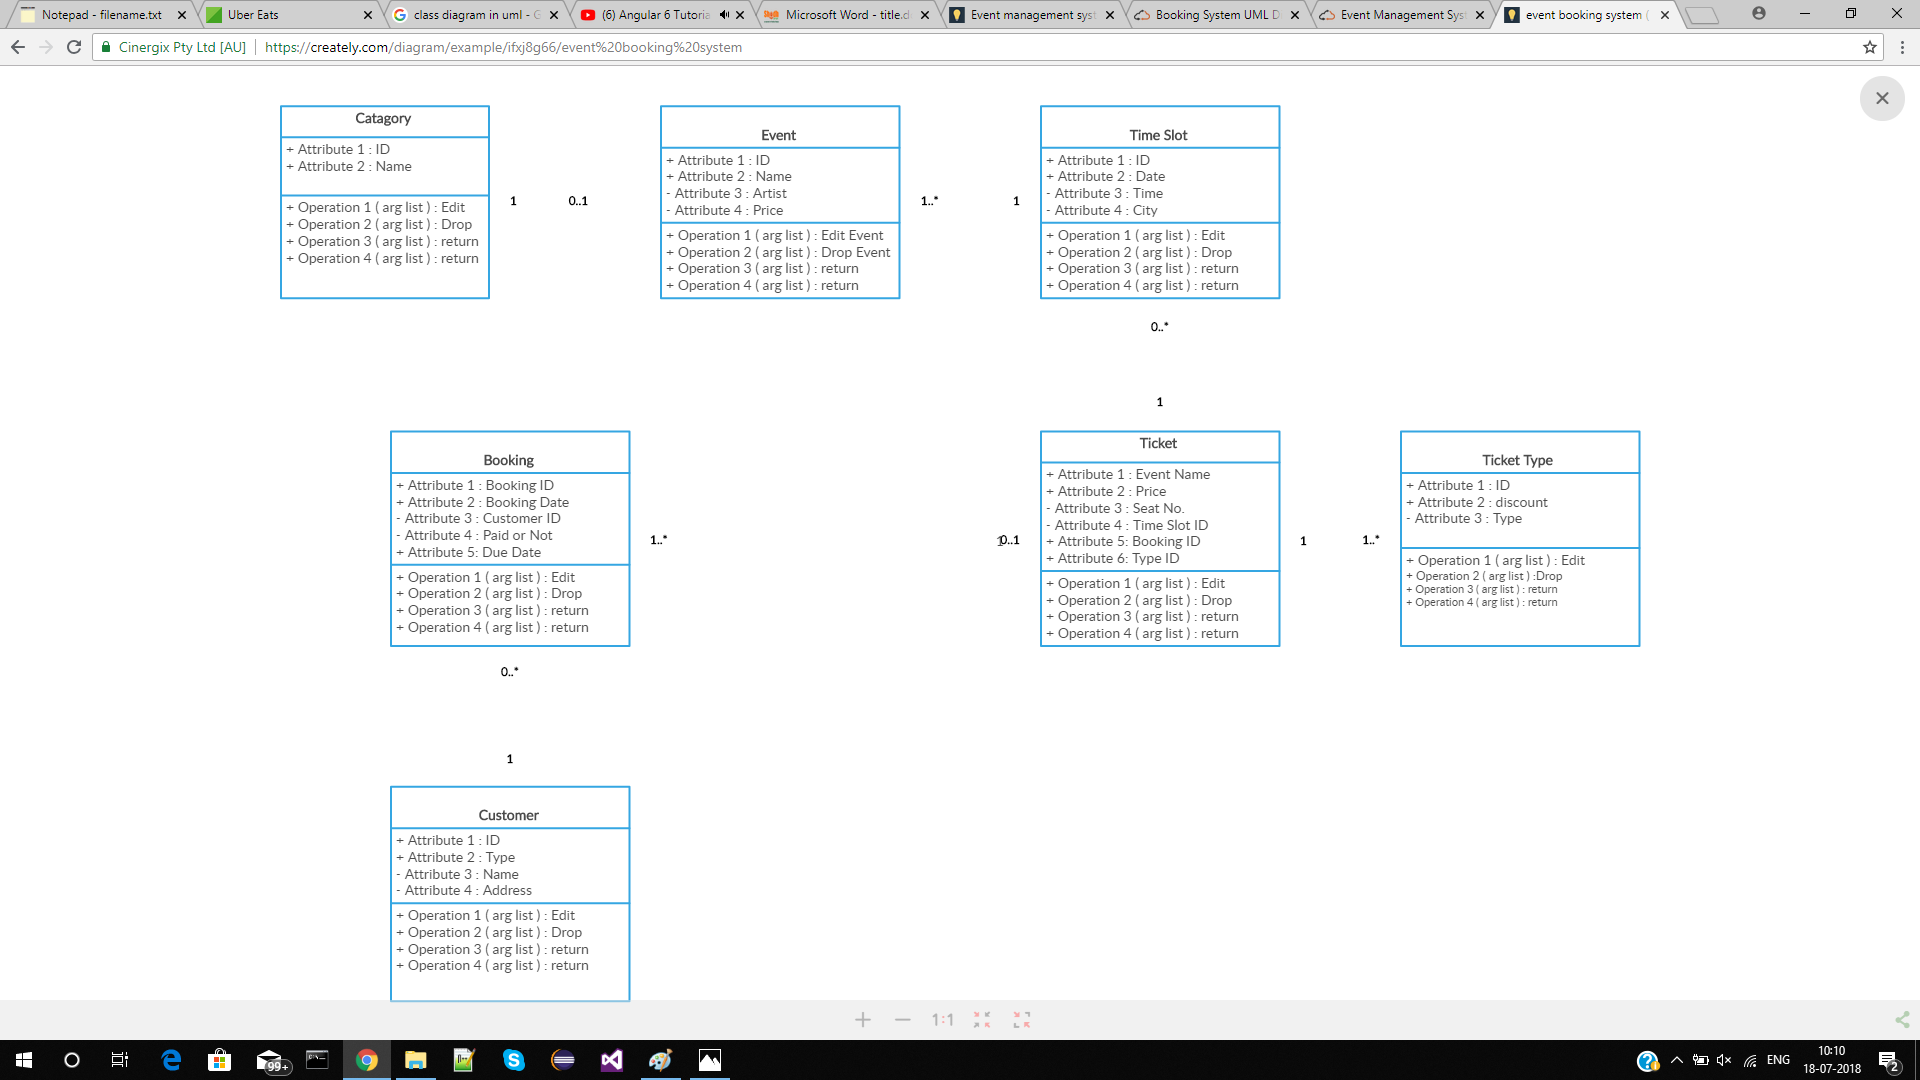 Notepad - filename.txt
Uber Eats
class diagram in uml - G
(6) Angular 6 Tutoria
Microsoft Word - title.d
Event management syst
Booking System UML D
Event Management Sys
event booking system (
Cinergix Pty Ltd [AU]
https://creately.com/diagram/example/ifxj8g66/event%20booking%20system
Catagory
+ Attribute 1 : ID
+ Attribute 2 : Name
+ Operation 1 ( arg list ) : Edit
+ Operation 2 ( arg list ) : Drop
+ Operation 3 ( arg list ) : return
+ Operation 4 ( arg list ) : return
1
0..1
Event
+ Attribute 1 : ID
+ Attribute 2 : Name
- Attribute 3 : Artist
- Attribute 4 : Price
+ Operation 1 ( arg list ) : Edit Event
+ Operation 2 ( arg list ) : Drop Event
+ Operation 3 ( arg list ) : return
+ Operation 4 ( arg list ) : return
1..*
1
Time Slot
+ Attribute 1 : ID
+ Attribute 2 : Date
- Attribute 3 : Time
- Attribute 4 : City
+ Operation 1 ( arg list ) : Edit
+ Operation 2 ( arg list ) : Drop
+ Operation 3 ( arg list ) : return
+ Operation 4 ( arg list ) : return
0..*
1
Booking
+ Attribute 1 : Booking ID
+ Attribute 2 : Booking Date
- Attribute 3 : Customer ID
- Attribute 4 : Paid or Not
+ Attribute 5: Due Date
+ Operation 1 ( arg list ) : Edit
+ Operation 2 ( arg list ) : Drop
+ Operation 3 ( arg list ) : return
+ Operation 4 ( arg list ) : return
1..*
0..1
Ticket
+ Attribute 1 : Event Name
+ Attribute 2 : Price
- Attribute 3 : Seat No.
- Attribute 4 : Time Slot ID
+ Attribute 5: Booking ID
+ Attribute 6: Type ID
+ Operation 1 ( arg list ) : Edit
+ Operation 2 ( arg list ) : Drop
+ Operation 3 ( arg list ) : return
+ Operation 4 ( arg list ) : return
1
1..*
Ticket Type
+ Attribute 1 : ID
+ Attribute 2 : discount
- Attribute 3 : Type
+ Operation 1 ( arg list ) : Edit
+ Operation 2 ( arg list ) :Drop
+ Operation 3 ( arg list ) : return
+ Operation 4 ( arg list ) : return
0..*
1
Customer
+ Attribute 1 : ID
+ Attribute 2 : Type
- Attribute 3 : Name
- Attribute 4 : Address
+ Operation 1 ( arg list ) : Edit
+ Operation 2 ( arg list ) : Drop
+ Operation 3 ( arg list ) : return
+ Operation 4 ( arg list ) : return
1:1
99+
ENG
10:10
18-07-2018
2